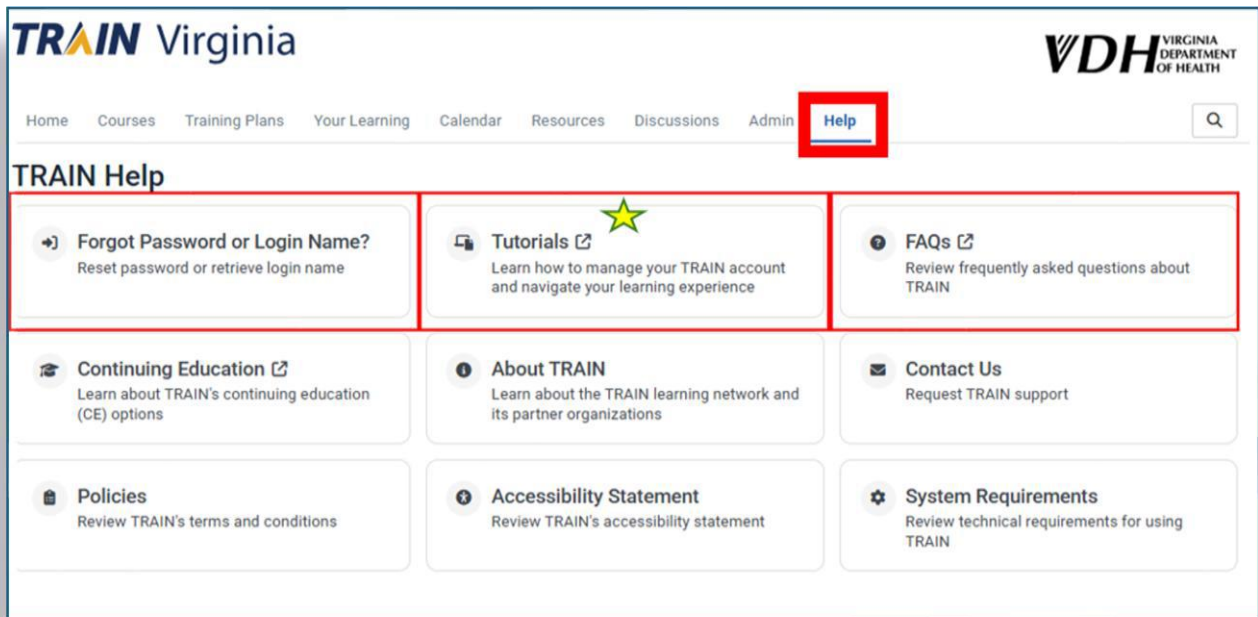 TRAIN Virginia
VDH VIRGINIA
DEPARTMENT
OF HEALTH
Home Courses Training Plans Your Learning Calendar Resources Discussions Admin Help
TRAIN Help
Forgot Password or Login Name?
Reset password or retrieve login name
Tutorials
Learn how to manage your TRAIN account
and navigate your learning experience
FAQs
Review frequently asked questions about
TRAIN
Continuing Education
Learn about TRAIN's continuing education
(CE) options
About TRAIN
Learn about the TRAIN learning network and
its partner organizations
Contact Us
Request TRAIN support
Policies
Review TRAIN's terms and conditions
Accessibility Statement
Review TRAIN's accessibility statement
System Requirements
Review technical requirements for using
TRAIN